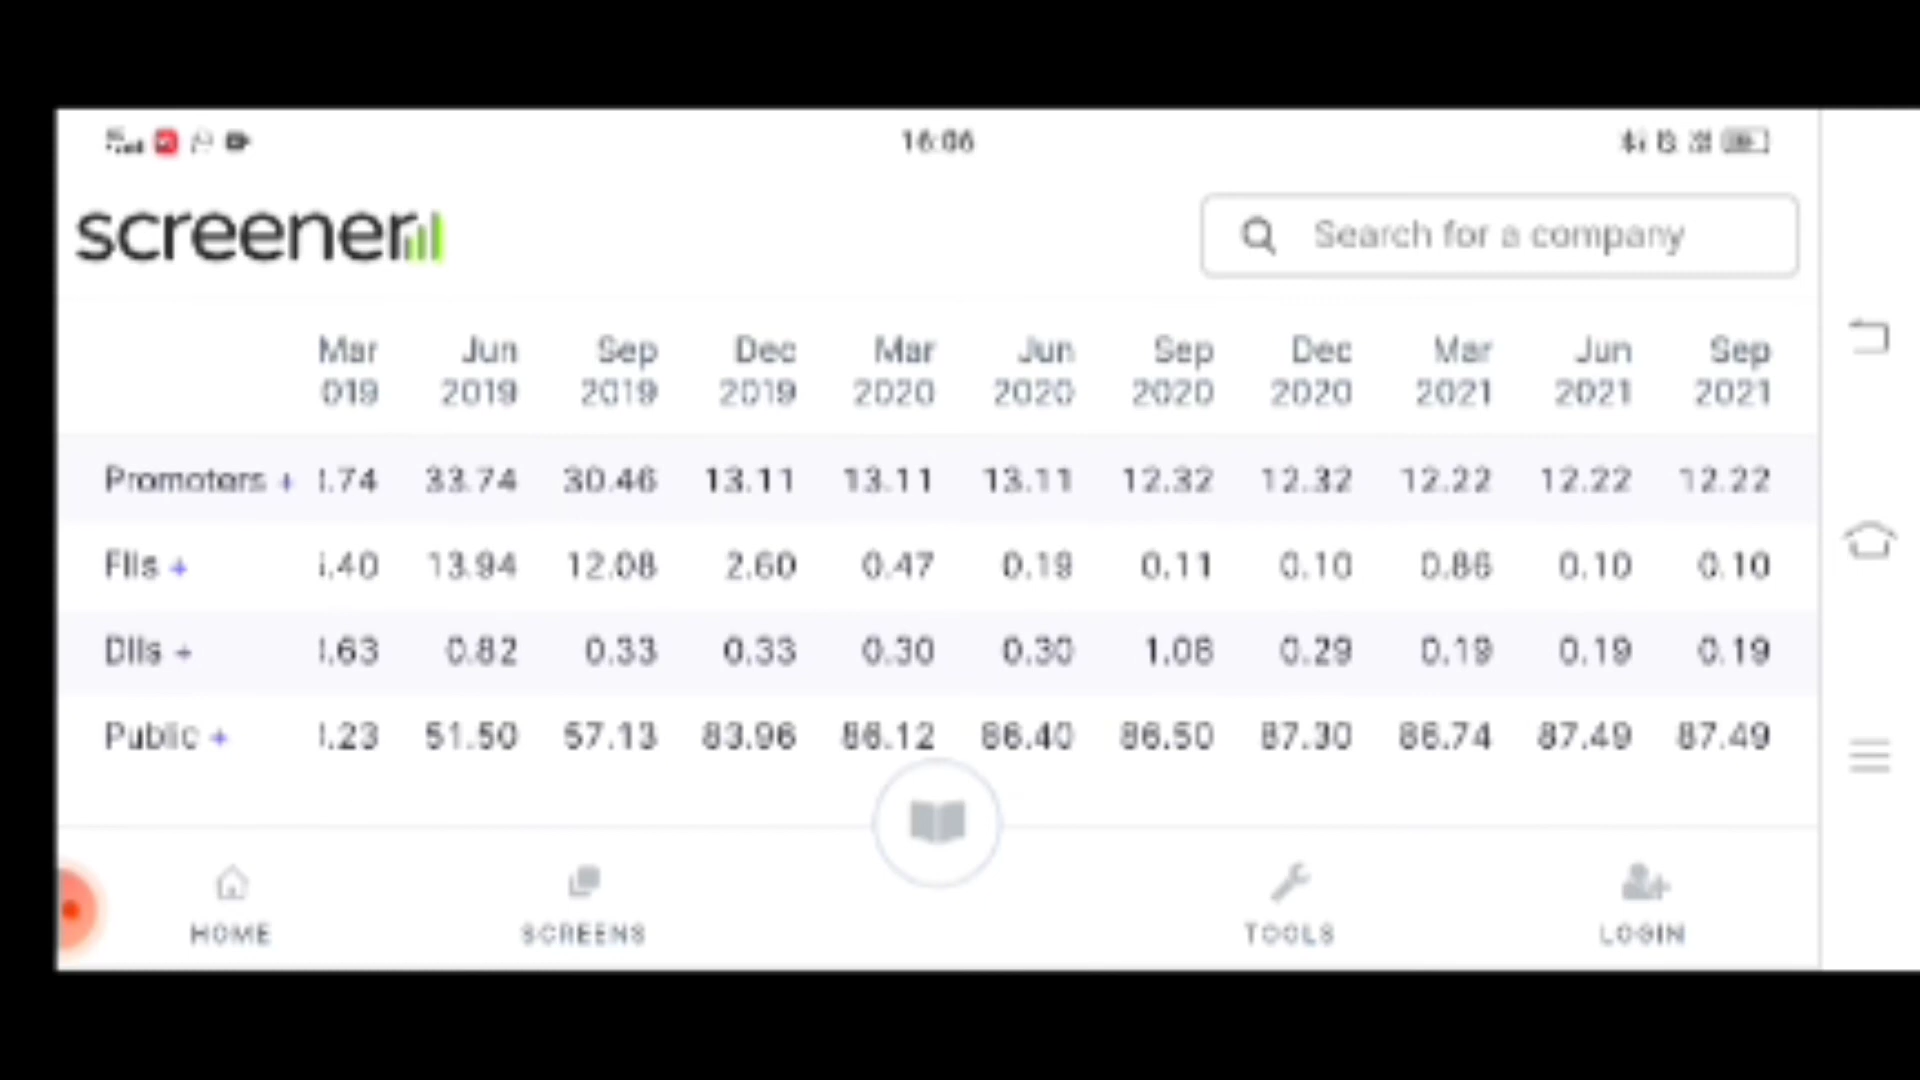 16:06
screener
Search for a company
Mar Jun Sep Dec Mar Jun Sep Dec Mar Jun Sep
019 2019 2019 2019 2020 2020 2020 2020 2021 2021 2021
Promoters + .74 33.74 30.46 13.11 13.11 13.11 12.32 12.32 12.22 12.22 12.22
FIIs + .40 13.94 12.08 2.60 0.47 0.19 0.11 0.10 0.86 0.10 0.10
DIIs + .63 0.82 0.33 0.33 0.30 0.30 1.08 0.29 0.19 0.19 0.19
Public + .23 51.50 57.13 83.96 86.12 86.40 86.50 87.30 86.74 87.49 87.49
HOME SCREENS TOOLS LOGIN